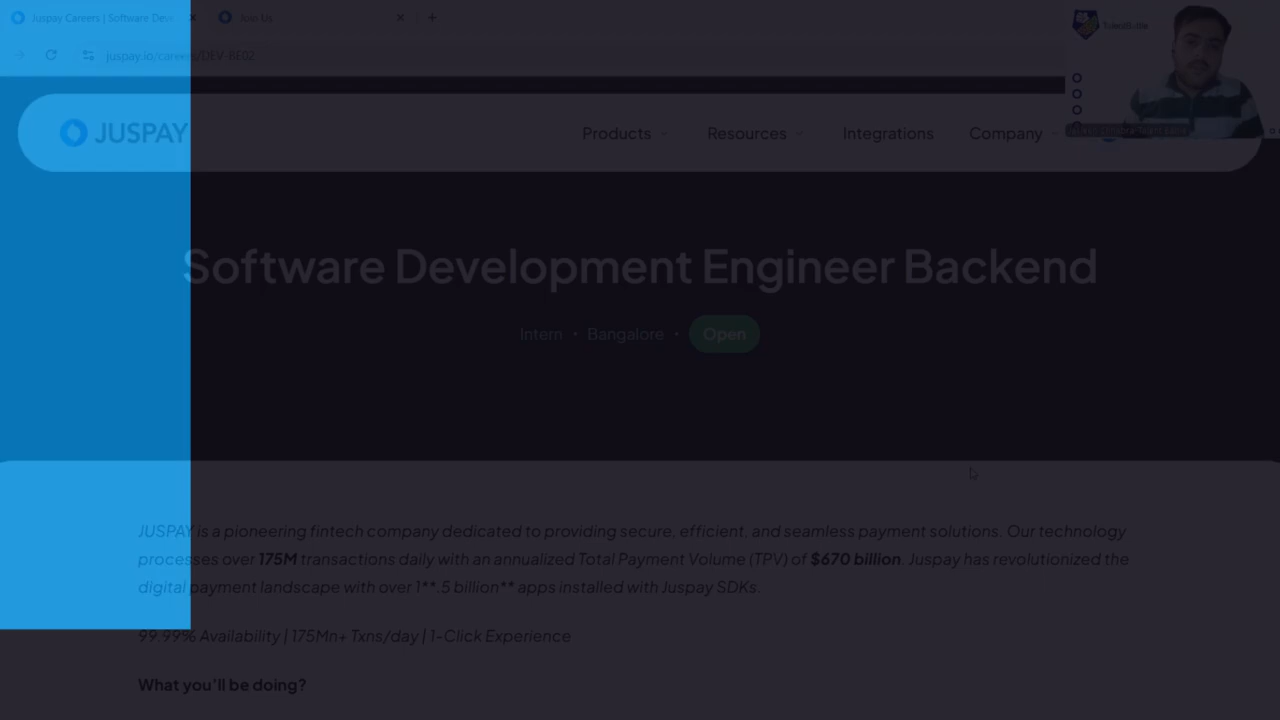 Juspay Careers | Software Dev
Join Us
juspay.io/careers/DEV-BE02
JUSPAY
Products
Resources
Integrations
Company
Software Development Engineer Backend
Intern · Bangalore · Open
JUSPAY is a pioneering fintech company dedicated to providing secure, efficient, and seamless payment solutions. Our technology
processes over 175M transactions daily with an annualized Total Payment Volume (TPV) of $670 billion. Juspay has revolutionized the
digital payment landscape with over 1**.5 billion** apps installed with Juspay SDKs.
99.99% Availability | 175Mn+ Txns/day | 1-Click Experience
What you'll be doing?